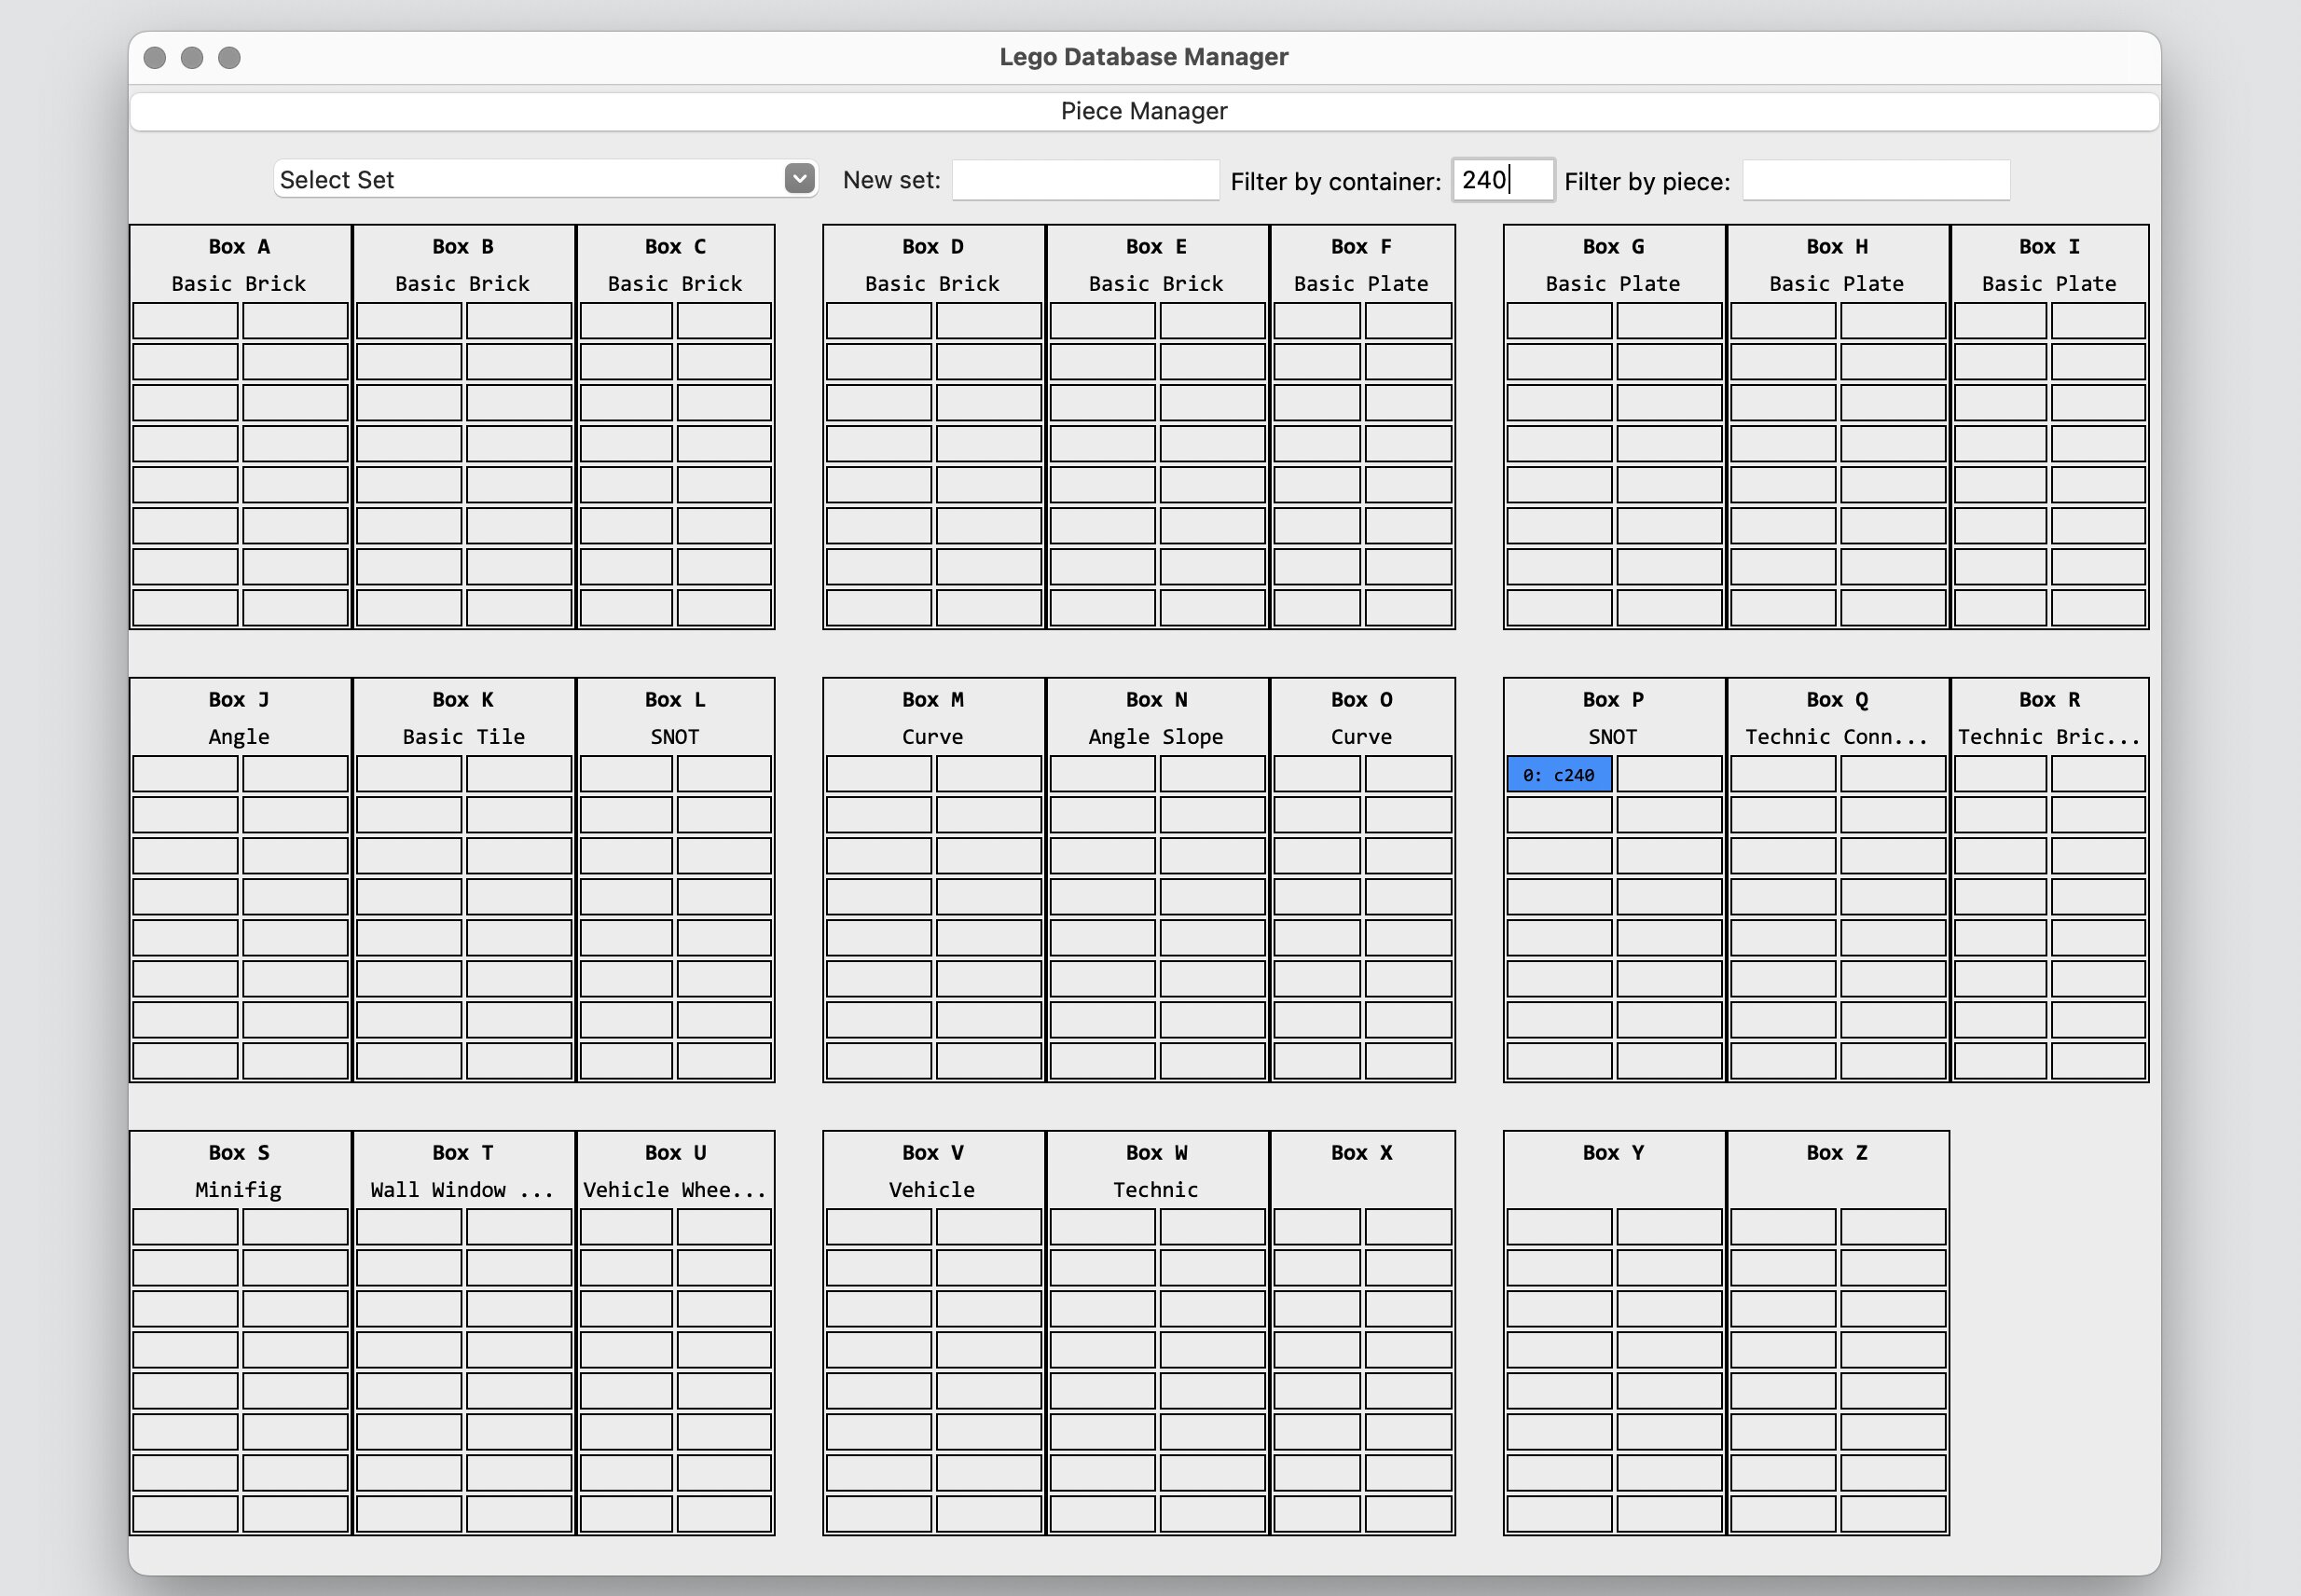 Lego Database Manager
Piece Manager
Select Set New set: Filter by container: 240 Filter by piece:
Box A Box B Box C Box D Box E Box F Box G Box H Box I
Basic Brick Basic Brick Basic Brick Basic Brick Basic Brick Basic Plate Basic Plate Basic Plate Basic Plate
Box J Box K Box L Box M Box N Box O Box P Box Q Box R
Angle Basic Tile SNOT Curve Angle Slope Curve SNOT Technic Conn... Technic Bric...
0: c240
Box S Box T Box U Box V Box W Box X Box Y Box Z
Minifig Wall Window ... Vehicle Whee... Vehicle Technic